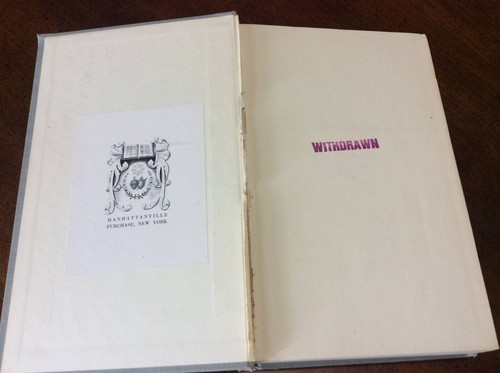 MANHATTANVILLE
PURCHASE, NEW YORK
WITHDRAWN